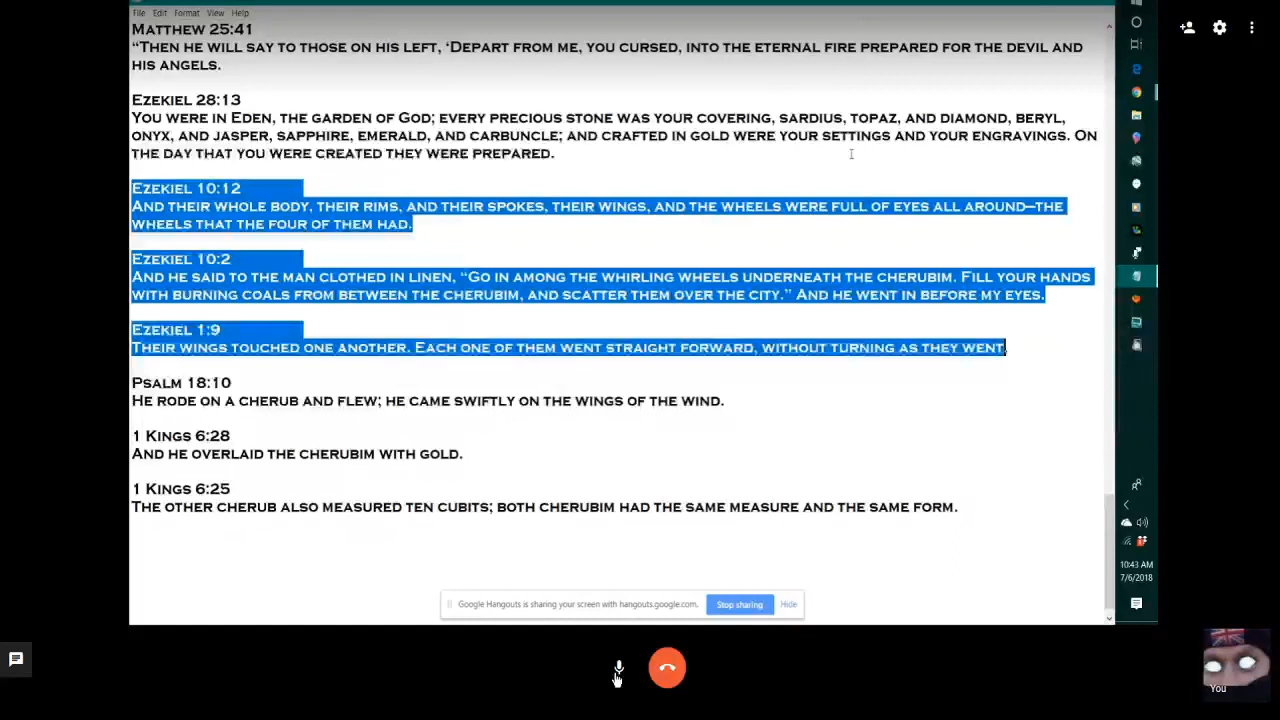 File Edit Format View Help
Matthew 25:41
“Then he will say to those on his left, ‘Depart from me, you cursed, into the eternal fire prepared for the devil and
his angels.
Ezekiel 28:13
You were in Eden, the garden of God; every precious stone was your covering, sardius, topaz, and diamond, beryl,
onyx, and jasper, sapphire, emerald, and carbuncle; and crafted in gold were your settings and your engravings. On
the day that you were created they were prepared.
Ezekiel 10:12
And their whole body, their rims, and their spokes, their wings, and the wheels were full of eyes all around—the
wheels that the four of them had.
Ezekiel 10:2
And he said to the man clothed in linen, “Go in among the whirling wheels underneath the cherubim. Fill your hands
with burning coals from between the cherubim, and scatter them over the city.” And he went in before my eyes.
Ezekiel 1:9
Their wings touched one another. Each one of them went straight forward, without turning as they went.
Psalm 18:10
He rode on a cherub and flew; he came swiftly on the wings of the wind.
1 Kings 6:28
And he overlaid the cherubim with gold.
1 Kings 6:25
The other cherub also measured ten cubits; both cherubim had the same measure and the same form.
10:43 AM
7/6/2018
Google Hangouts is sharing your screen with hangouts.google.com. Stop sharing Hide
You